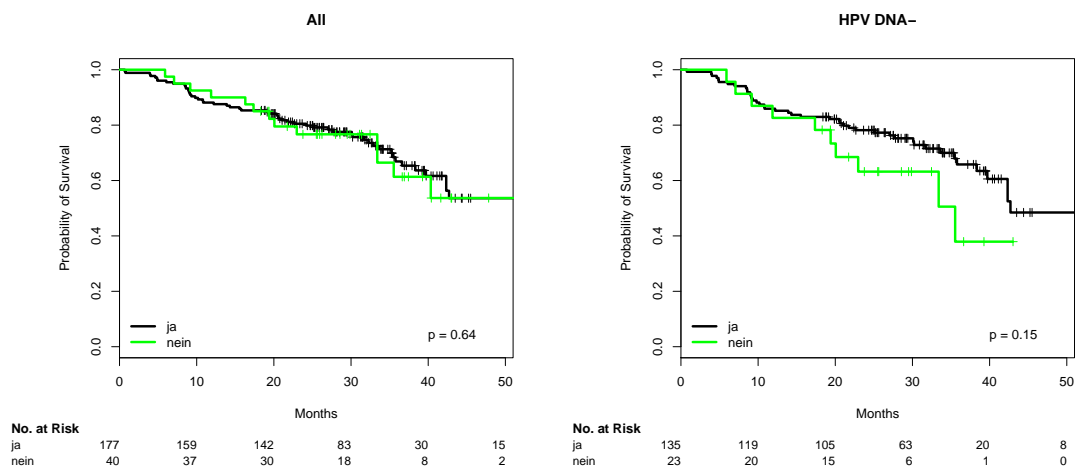 All
Probability of Survival
1.0
0.8
0.6
0.4
0.2
0.0
ja
nein
p = 0.64
0 10 20 30 40 50
Months
No. at Risk
ja 177 159 142 83 30 15
nein 40 37 30 18 8 2
HPV DNA−
Probability of Survival
1.0
0.8
0.6
0.4
0.2
0.0
ja
nein
p = 0.15
0 10 20 30 40 50
Months
No. at Risk
ja 135 119 105 63 20 8
nein 23 20 15 6 1 0